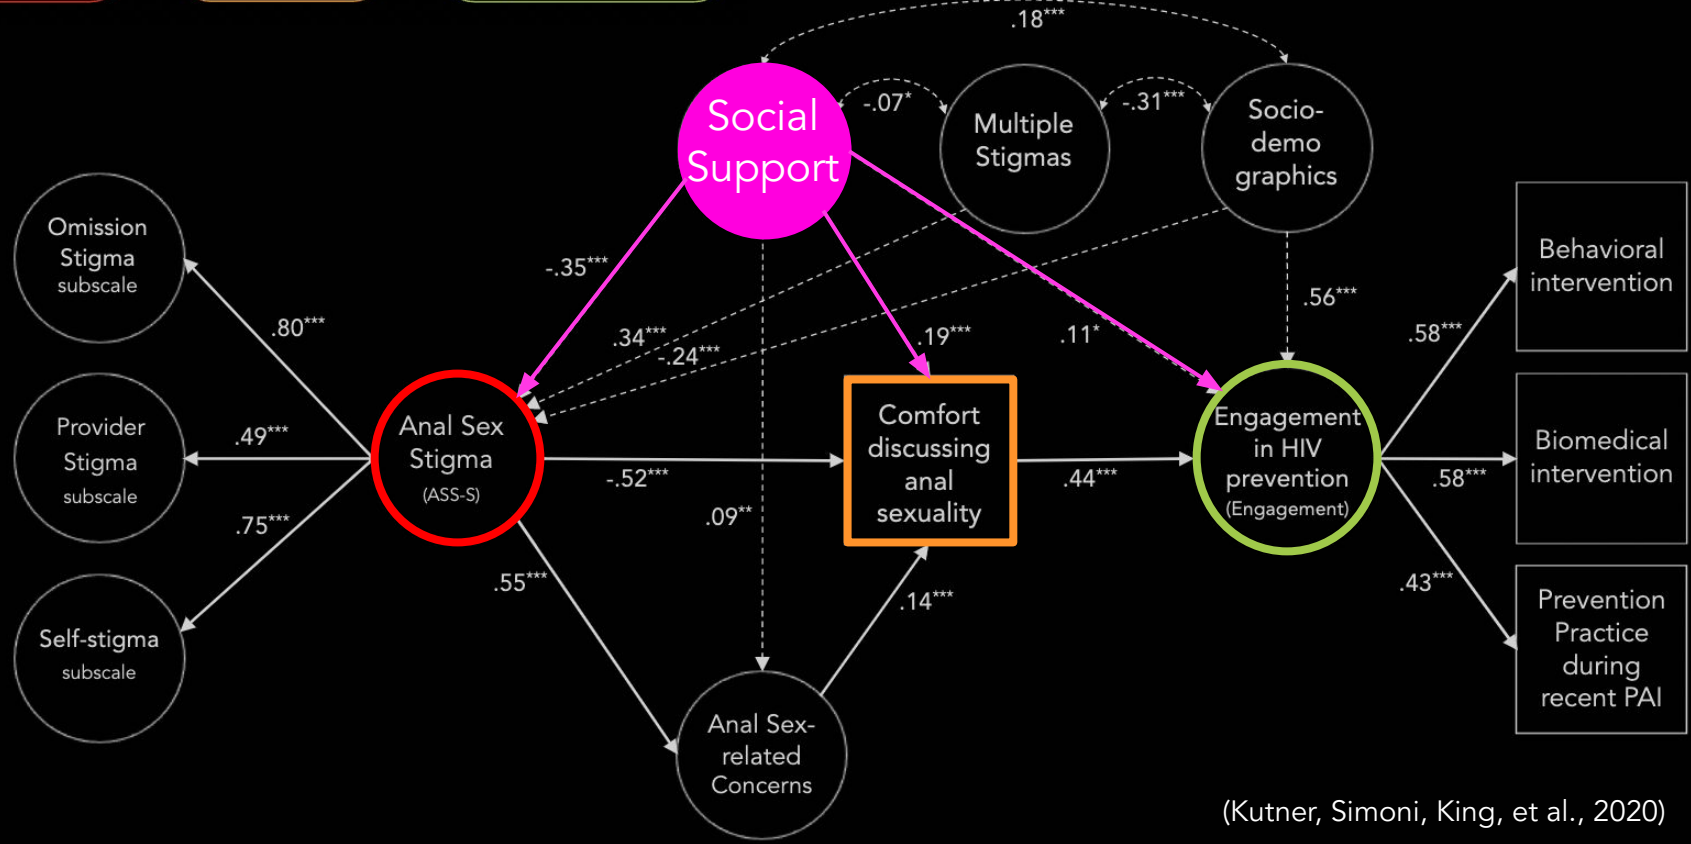 .18***
Social
Support
-.07*
Multiple
Stigmas
-.31***
Socio-
demo
graphics
Omission
Stigma
subscale
Provider
Stigma
subscale
Self-stigma
subscale
.80***
.49***
.75***
Anal Sex
Stigma
(ASS-S)
-.35***
.34***
-.24***
.19***
.11*
.56***
-.52***
.09**
.55***
.14***
Comfort
discussing
anal
sexuality
.44***
Engagement
in HIV
prevention
(Engagement)
.58***
.58***
.43***
Behavioral
intervention
Biomedical
intervention
Prevention
Practice
during
recent PAI
Anal Sex-
related
Concerns
(Kutner, Simoni, King, et al., 2020)